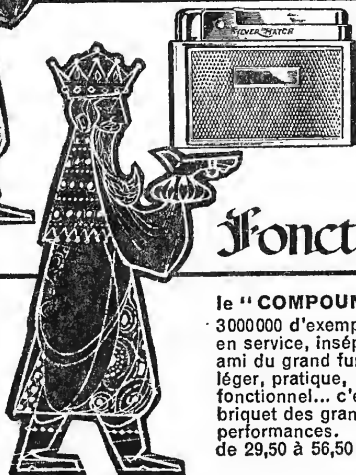 SILVER MATCH
Fonct
le "COMPOUN
3000000 d'exemp
en service, insép
ami du grand fu
léger, pratique,
fonctionnel... c'e
briquet des gran
performances.
de 29,50 à 56,50